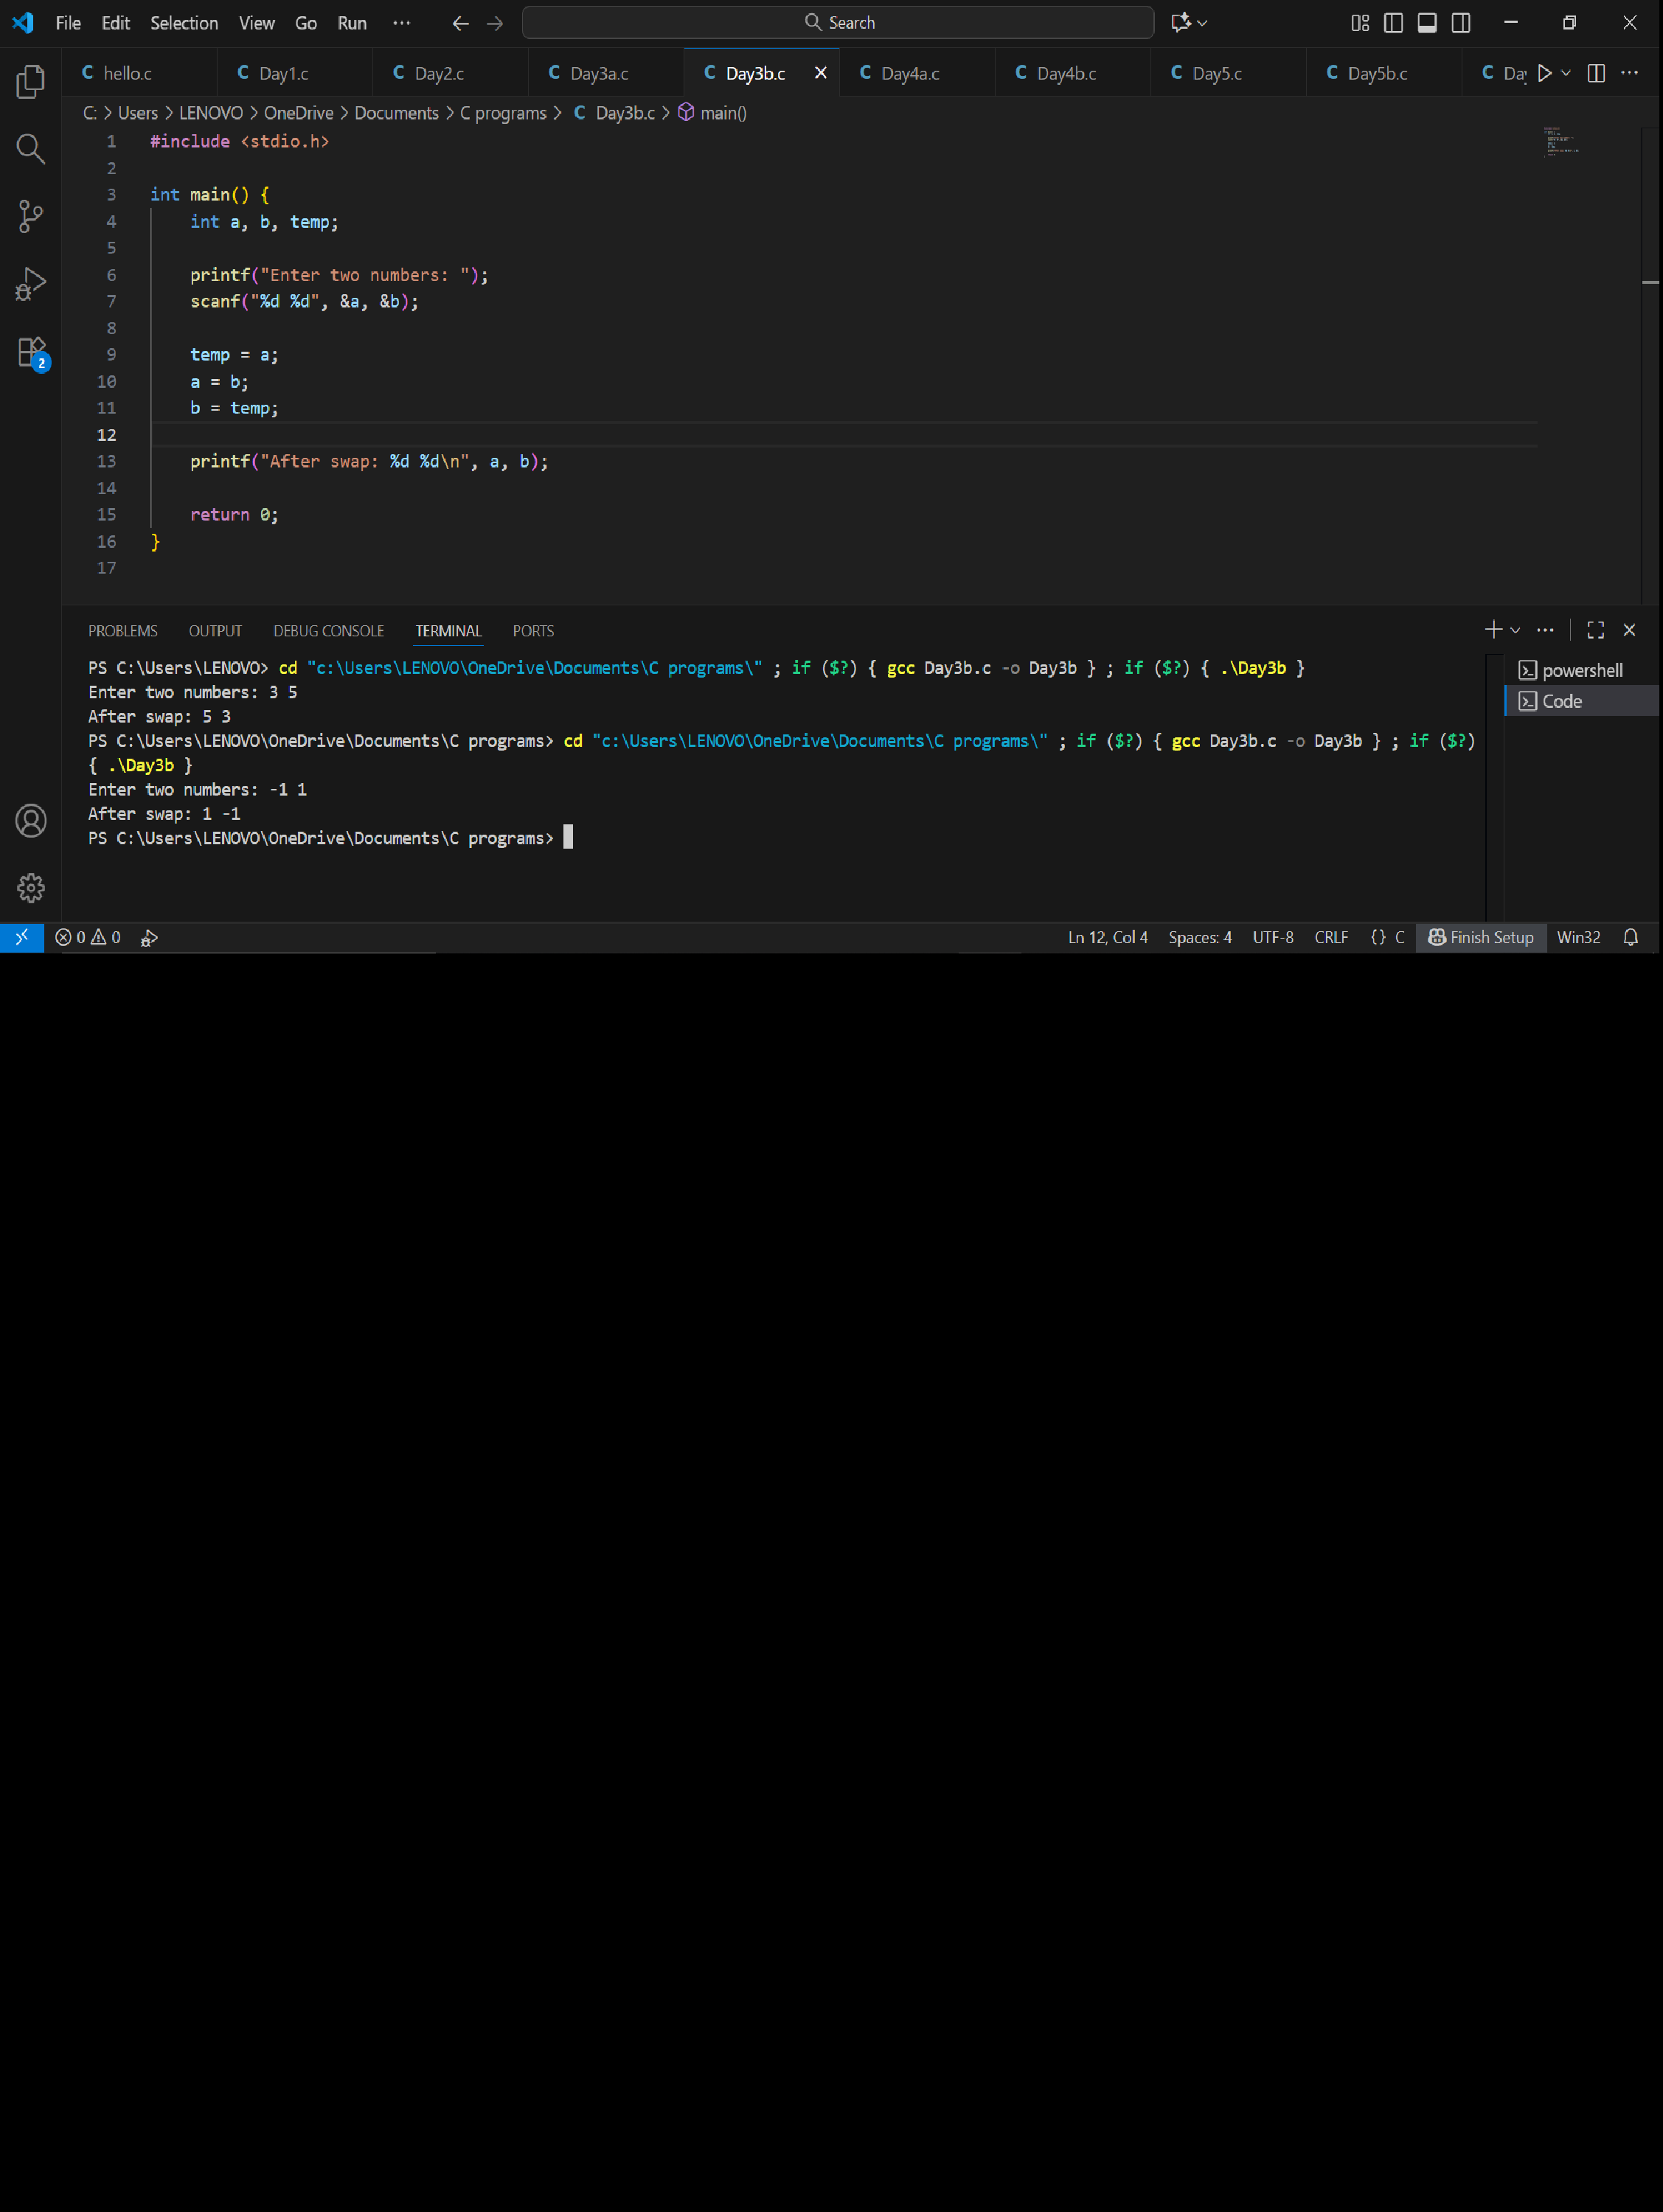 File Edit Selection View Go Run ··· Search
C hello.c C Day1.c C Day2.c C Day3a.c C Day3b.c C Day4a.c C Day4b.c C Day5.c C Day5b.c C Day
C: > Users > LENOVO > OneDrive > Documents > C programs > C Day3b.c > main()
1 #include <stdio.h>
2
3 int main() {
4     int a, b, temp;
5
6     printf("Enter two numbers: ");
7     scanf("%d %d", &a, &b);
8
9     temp = a;
10     a = b;
11     b = temp;
12
13     printf("After swap: %d %d\n", a, b);
14
15     return 0;
16 }
17
2
PROBLEMS OUTPUT DEBUG CONSOLE TERMINAL PORTS
PS C:\Users\LENOVO> cd "c:\Users\LENOVO\OneDrive\Documents\C programs\" ; if ($?) { gcc Day3b.c -o Day3b } ; if ($?) { .\Day3b }
Enter two numbers: 3 5
After swap: 5 3
PS C:\Users\LENOVO\OneDrive\Documents\C programs> cd "c:\Users\LENOVO\OneDrive\Documents\C programs\" ; if ($?) { gcc Day3b.c -o Day3b } ; if ($?)
{ .\Day3b }
Enter two numbers: -1 1
After swap: 1 -1
PS C:\Users\LENOVO\OneDrive\Documents\C programs>
powershell
Code
0 0 Ln 12, Col 4 Spaces: 4 UTF-8 CRLF {} C Finish Setup Win32